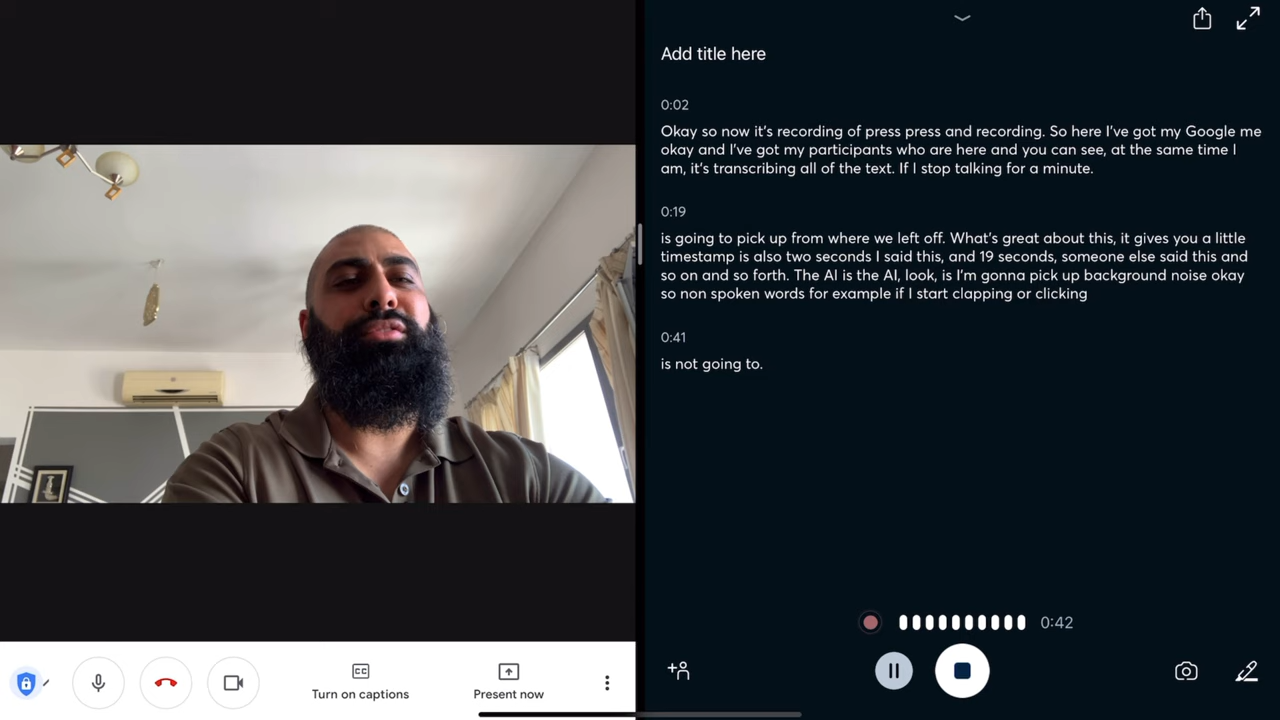 Add title here
0:02
Okay so now it's recording of press press and recording. So here I've got my Google me
okay and I've got my participants who are here and you can see, at the same time I
am, it's transcribing all of the text. If I stop talking for a minute.
0:19
is going to pick up from where we left off. What's great about this, it gives you a little
timestamp is also two seconds I said this, and 19 seconds, someone else said this and
so on and so forth. The AI is the AI, look, is I'm gonna pick up background noise okay
so non spoken words for example if I start clapping or clicking
0:41
is not going to.
0:42
CC
Turn on captions
Present now